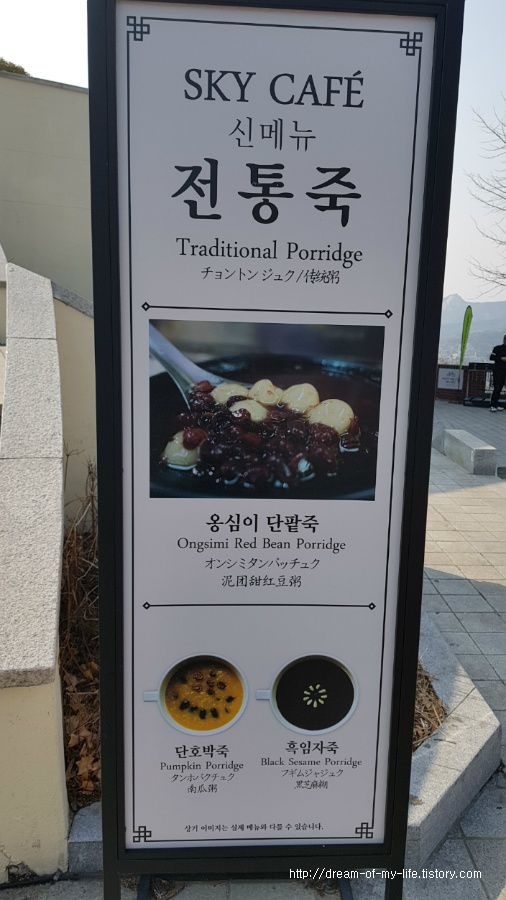 SKY CAFÉ
신메뉴
전통죽
Traditional Porridge
チョントン ジュク/传统粥
옹심이 단팥죽
Ongsimi Red Bean Porridge
オンシミタンパッチュク
泥团甜红豆粥
단호박죽
Pumpkin Porridge
タンホバクチュク
南瓜粥
흑임자죽
Black Sesame Porridge
フギムジャジュク
黑芝麻糊
상기 이미지는 실제 메뉴와 다를 수 있습니다.
http://dream-of-my-life.tistory.com